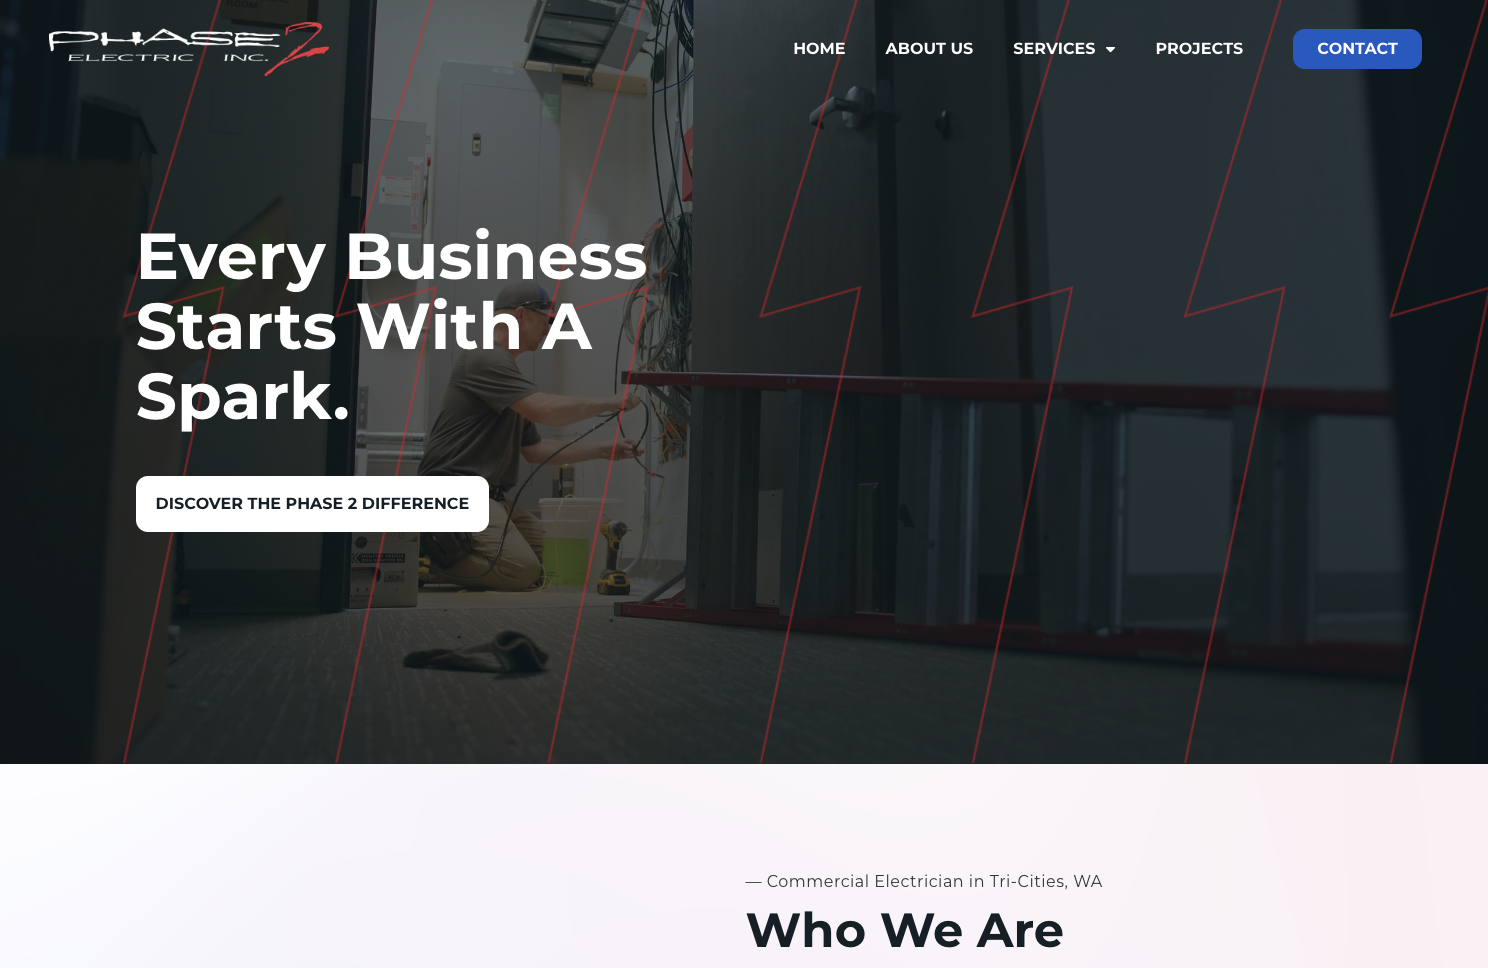 PHASE 2
ELECTRIC INC.
HOME
ABOUT US
SERVICES
PROJECTS
CONTACT
Every Business
Starts With A
Spark.
DISCOVER THE PHASE 2 DIFFERENCE
— Commercial Electrician in Tri-Cities, WA
Who We Are